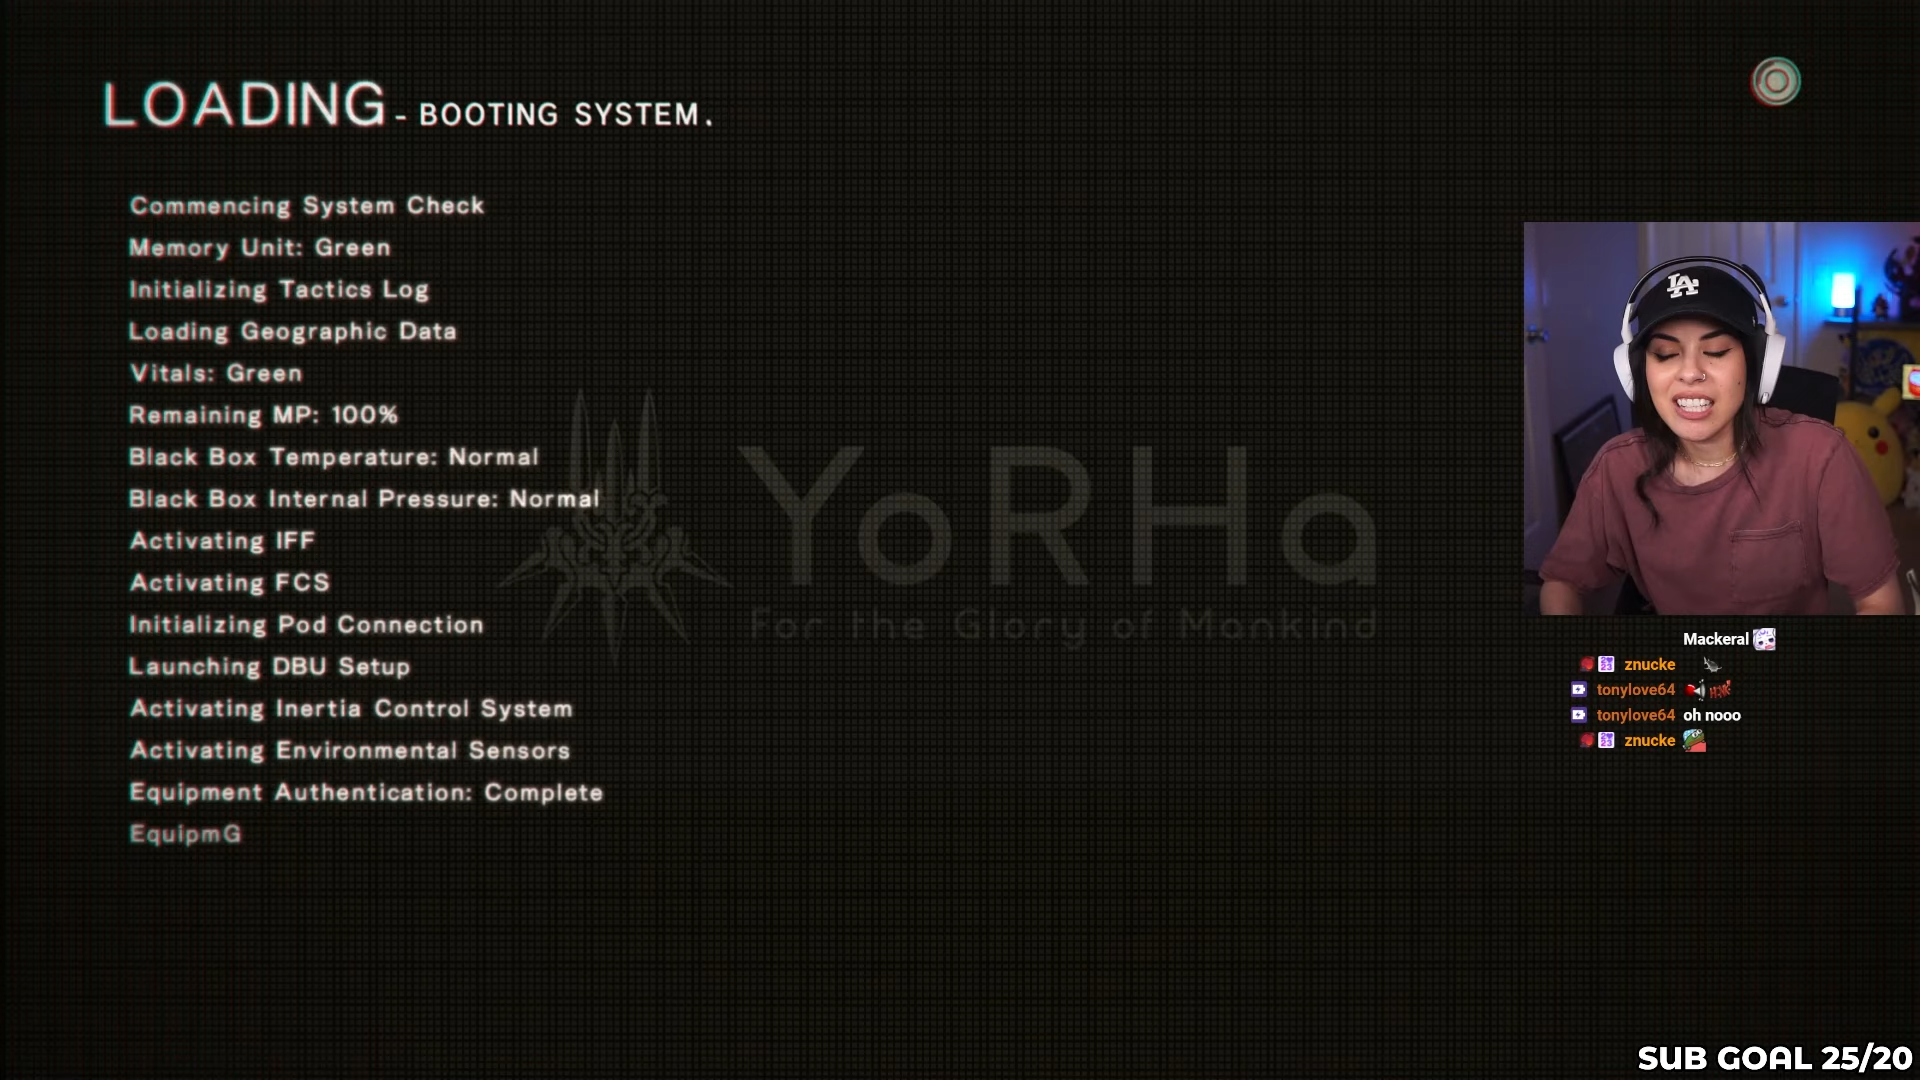 LOADING - BOOTING SYSTEM.
Commencing System Check
Memory Unit: Green
Initializing Tactics Log
Loading Geographic Data
Vitals: Green
Remaining MP: 100%
Black Box Temperature: Normal
Black Box Internal Pressure: Normal
Activating IFF
Activating FCS
Initializing Pod Connection
Launching DBU Setup
Activating Inertia Control System
Activating Environmental Sensors
Equipment Authentication: Complete
EquipmG
YoRHa
For the Glory of Mankind
LA
Mackeral
znucke
tonylove64
tonylove64 oh nooo
znucke
SUB GOAL 25/20